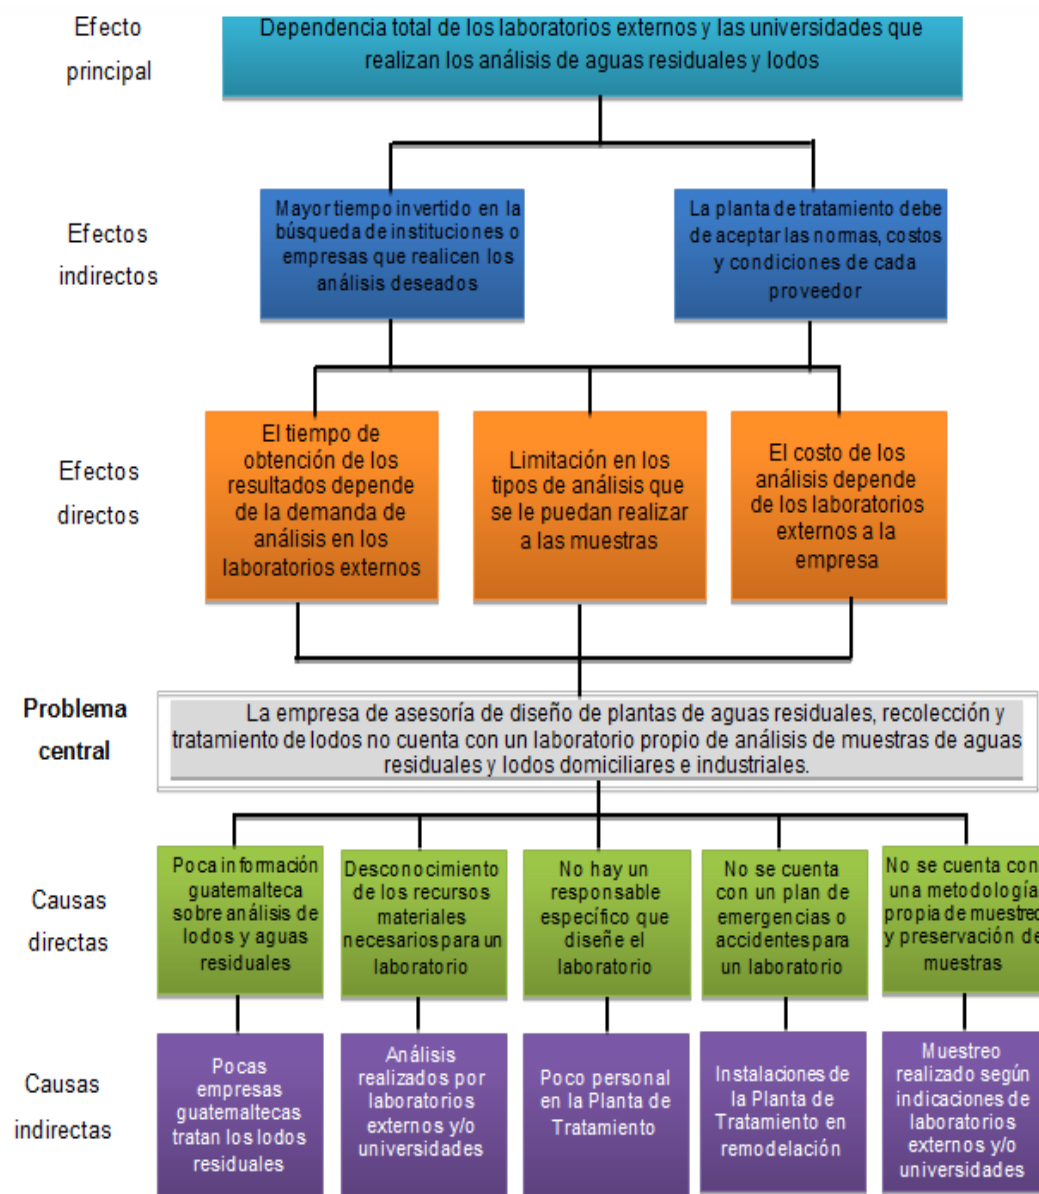 Efecto
principal
Dependencia total de los laboratorios externos y las universidades que
realizan los análisis de aguas residuales y lodos
Efectos
indirectos
Mayor tiempo invertido en la
búsqueda de instituciones o
empresas que realicen los
análisis deseados
La planta de tratamiento debe
de aceptar las normas, costos
y condiciones de cada
proveedor
Efectos
directos
El tiempo de
obtención de los
resultados depende
de la demanda de
análisis en los
laboratorios externos
Limitación en los
tipos de análisis que
se le puedan realizar
a las muestras
El costo de los
análisis depende
de los laboratorios
externos a la
empresa
Problema
central
La empresa de asesoría de diseño de plantas de aguas residuales, recolección y
tratamiento de lodos no cuenta con un laboratorio propio de análisis de muestras de aguas
residuales y lodos domiciliares e industriales.
Causas
directas
Poca información
guatemalteca
sobre análisis de
lodos y aguas
residuales
Desconocimiento
de los recursos
materiales
necesarios para un
laboratorio
No hay un
responsable
específico que
diseñe el
laboratorio
No se cuenta
con un plan de
emergencias o
accidentes para
un laboratorio
No se cuenta con
una metodología
propia de muestreo
y preservación de
muestras
Causas
indirectas
Pocas
empresas
guatemaltecas
tratan los lodos
residuales
Análisis
realizados por
laboratorios
externos y/o
universidades
Poco personal
en la Planta de
Tratamiento
Instalaciones de
la Planta de
Tratamiento en
remodelación
Muestreo
realizado según
indicaciones de
laboratorios
externos y/o
universidades